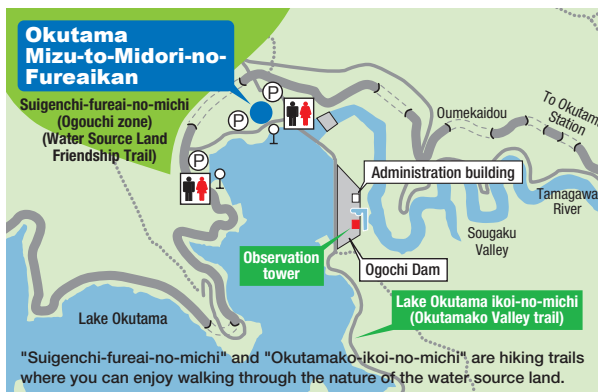 Okutama
Mizu-to-Midori-no-
Fureaikan
Suigenchi-fureai-no-michi
(Ogouchi zone)
(Water Source Land
Friendship Trail)
P
P
P
Oumekaidou
To Okutama
Station
Administration building
Tamagawa
River
Sougaku
Valley
Observation
tower
Ogochi Dam
Lake Okutama ikoi-no-michi
(Okutamako Valley trail)
Lake Okutama
"Suigenchi-fureai-no-michi" and "Okutamako-ikoi-no-michi" are hiking trails
where you can enjoy walking through the nature of the water source land.